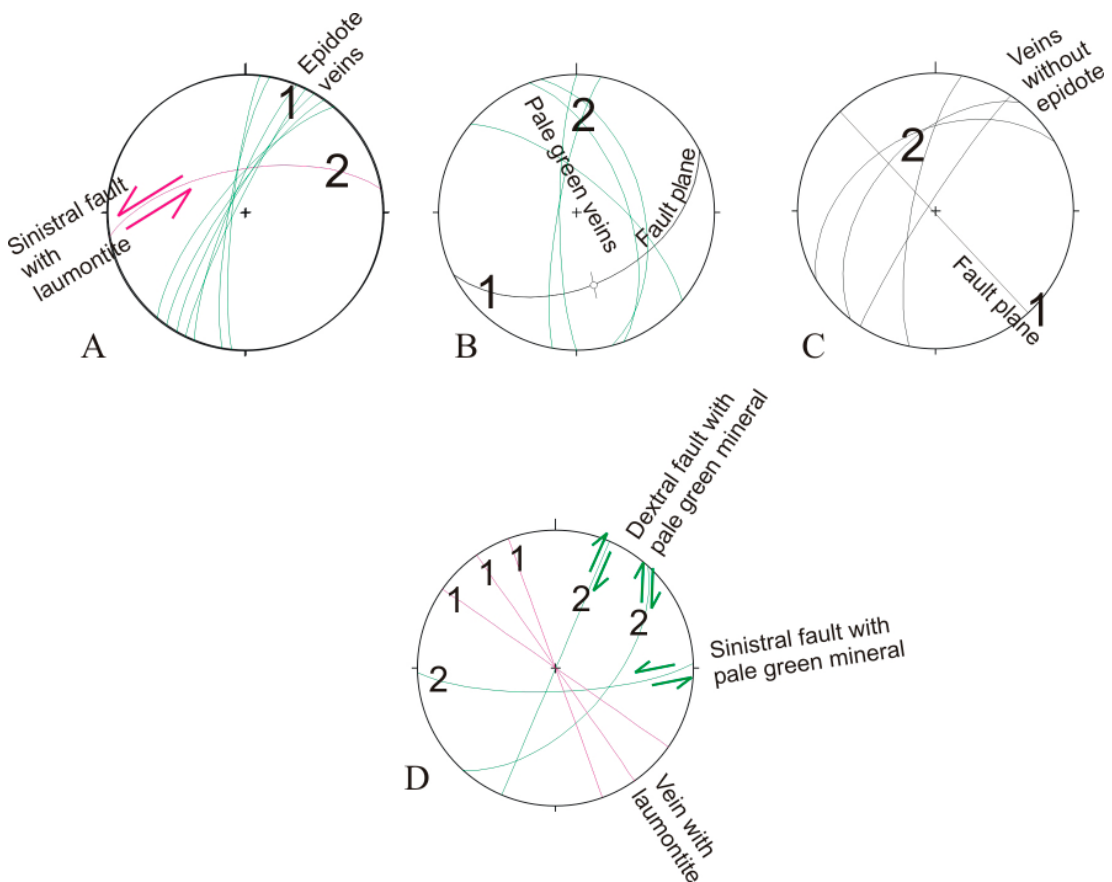 Epidote
veins
1
2
Sinistral fault
with
laumontite
A
2
Pale green veins
Fault plane
1
B
Veins
without
epidote
2
Fault plane
1
C
Dextral fault with
pale green mineral
1
1
1
2
2
Sinistral fault with
pale green mineral
2
D
Vein with
laumontite